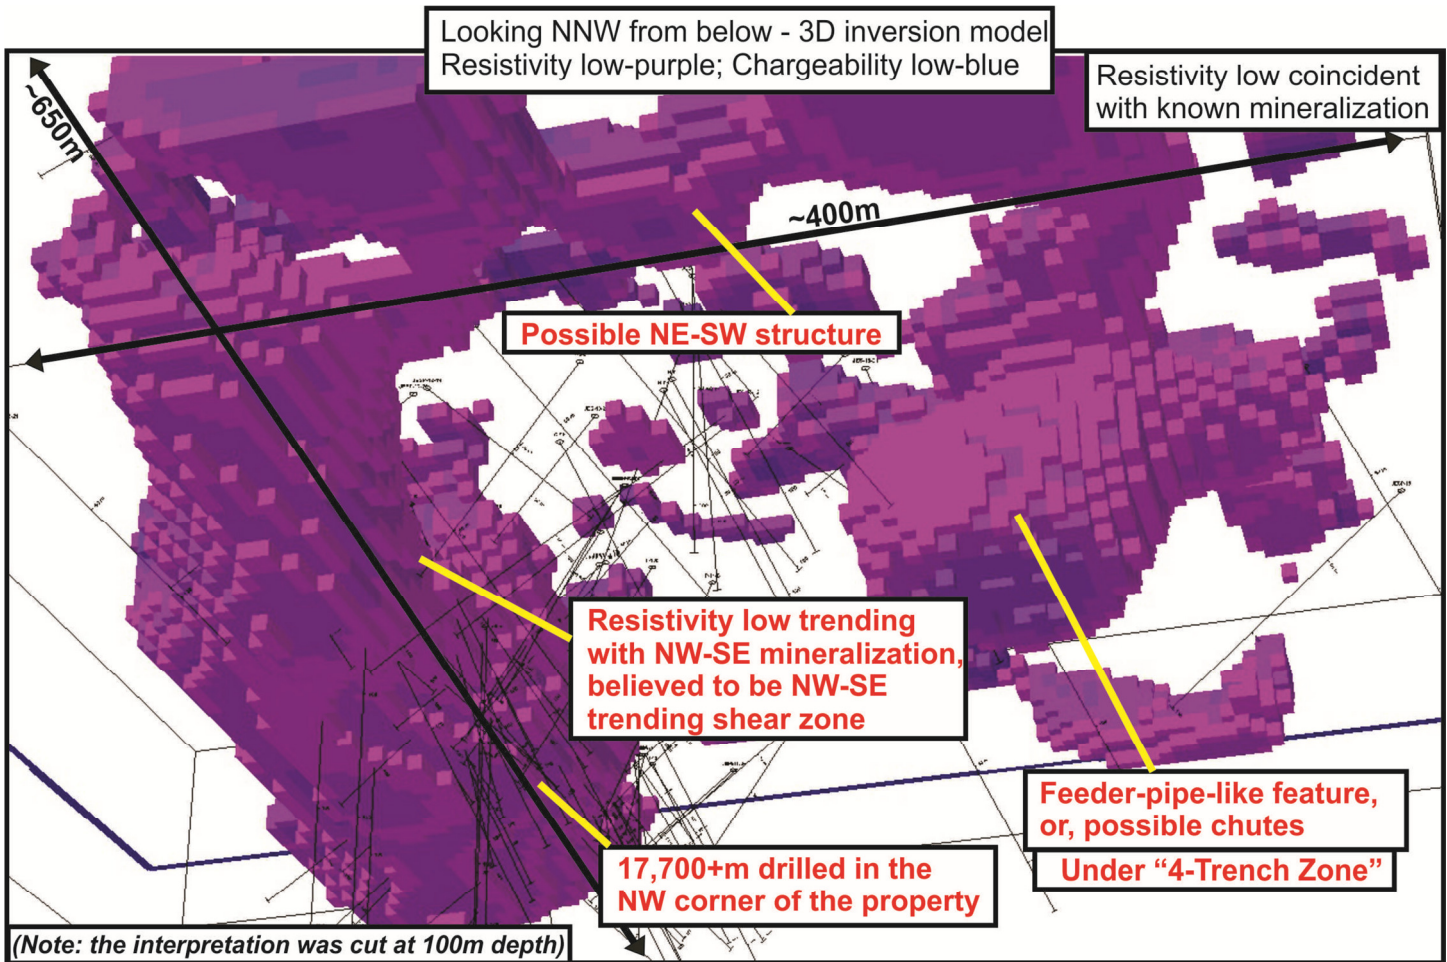 Looking NNW from below - 3D inversion model
Resistivity low-purple; Chargeability low-blue
Resistivity low coincident
with known mineralization
~650m
~400m
Possible NE-SW structure
Resistivity low trending
with NW-SE mineralization,
believed to be NW-SE
trending shear zone
Feeder-pipe-like feature,
or, possible chutes
Under “4-Trench Zone”
17,700+m drilled in the
NW corner of the property
(Note: the interpretation was cut at 100m depth)